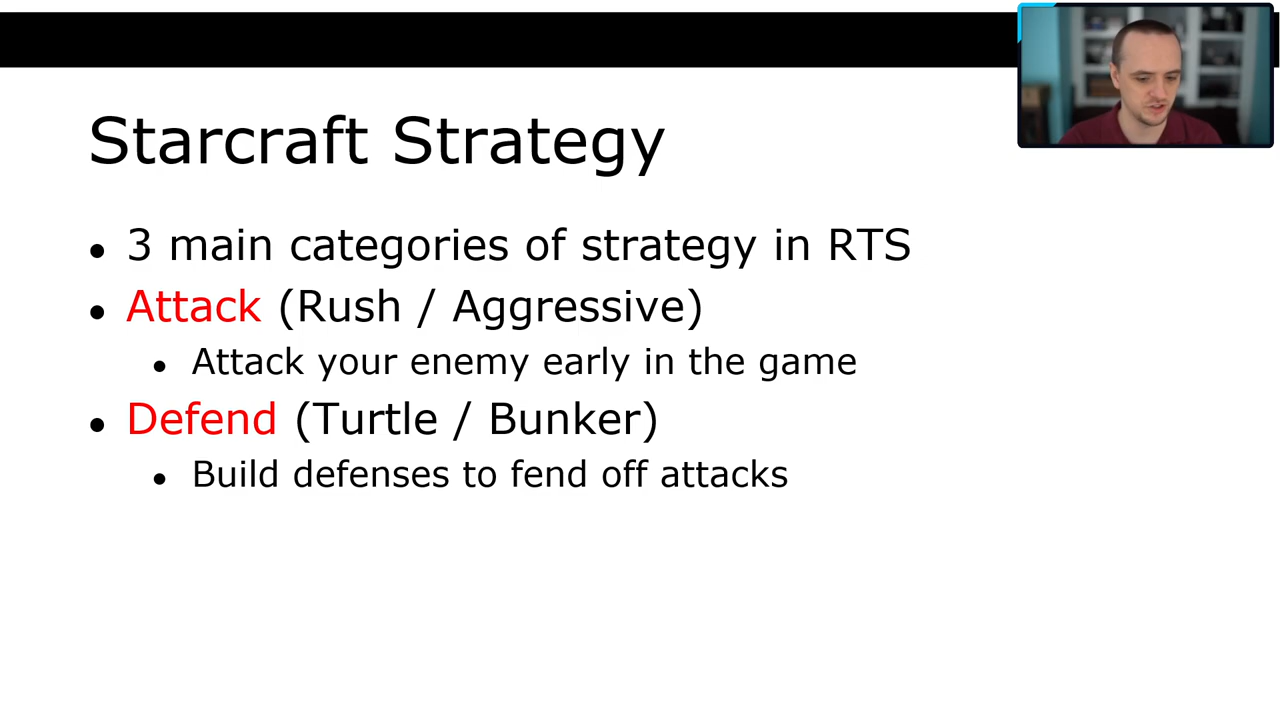 Starcraft Strategy
3 main categories of strategy in RTS
Attack (Rush / Aggressive)
Attack your enemy early in the game
Defend (Turtle / Bunker)
Build defenses to fend off attacks